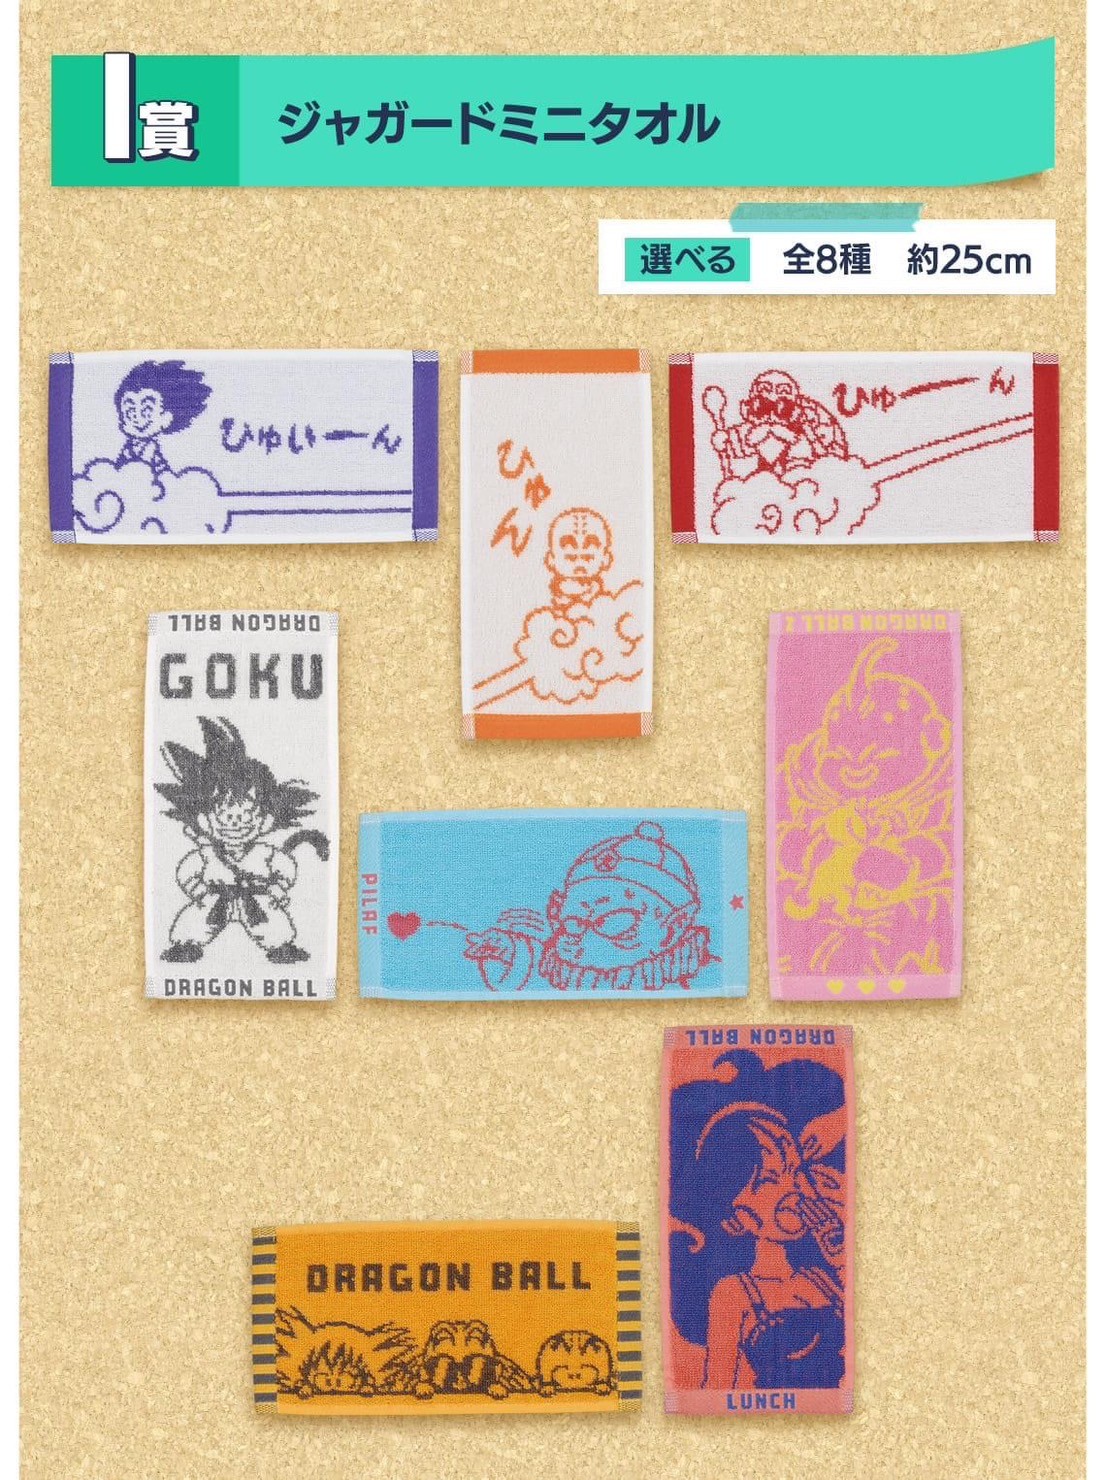 I賞
ジャガードミニタオル
選べる 全8種 約25cm
ひゅいーん
ひゅん
ひゅーん
DRAGON BALL
GOKU
DRAGON BALL
DRAGON BALL Z
PILAF
DRAGON BALL
DRAGON BALL
LUNCH